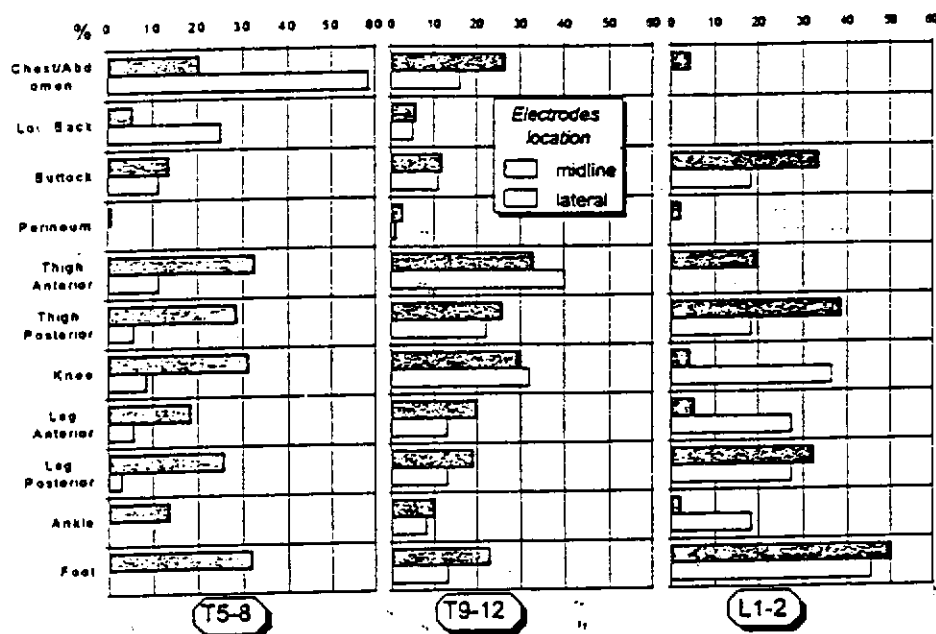 %
0 10 20 30 40 50 60
0 10 20 30 40 50 60
0 10 20 30 40 50 60
Chest/Abd
omen
Low Back
Buttock
Perineum
Thigh
Anterior
Thigh
Posterior
Knee
Leg
Anterior
Leg
Posterior
Ankle
Foot
Electrodes
location
midline
lateral
T5-8
T9-12
L1-2